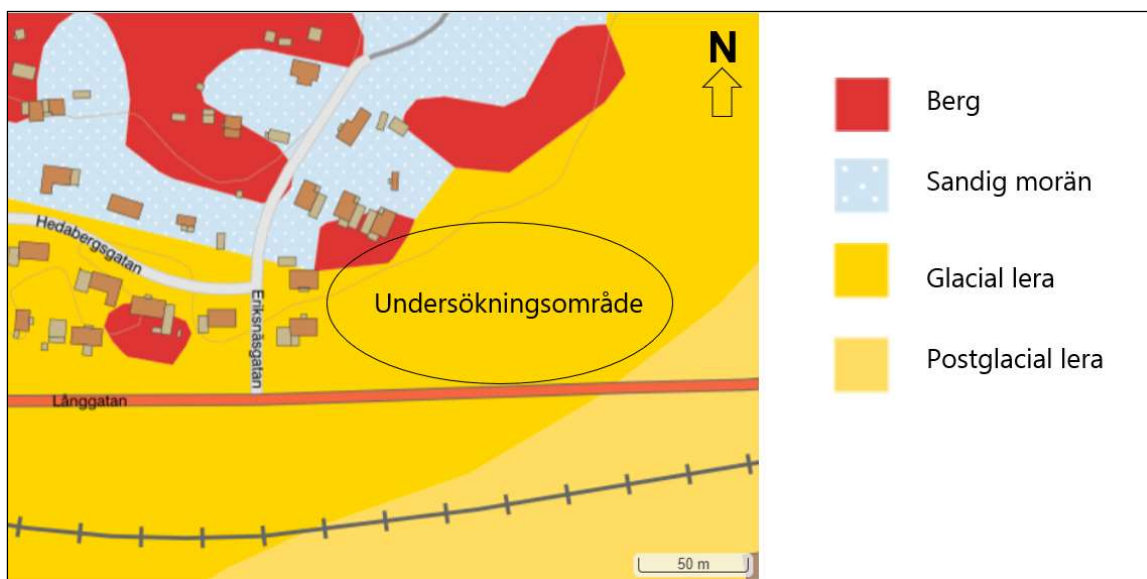 N
Berg
Sandig morän
Glacial lera
Postglacial lera
Hedabergsgatan
Eriksnäsgatan
Undersökningsområde
Långgatan
50 m